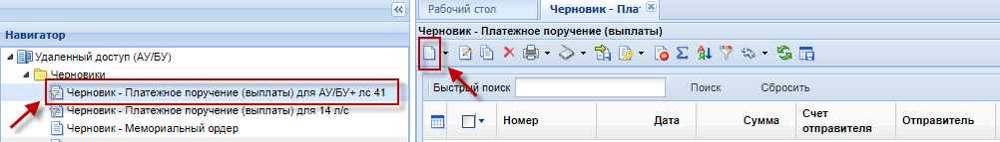 Навигатор
Удаленный доступ (АУ/БУ)
Черновики
Черновик - Платежное поручение (выплаты) для АУ/БУ+ лс 41
Черновик - Платежное поручение (выплаты) для 14 л/с
Черновик - Мемориальный ордер
Рабочий стол
Черновик - Плат
Черновик - Платежное поручение (выплаты)
Быстрый поиск Поиск Сбросить
Номер Дата Сумма Счет отправителя Отправитель